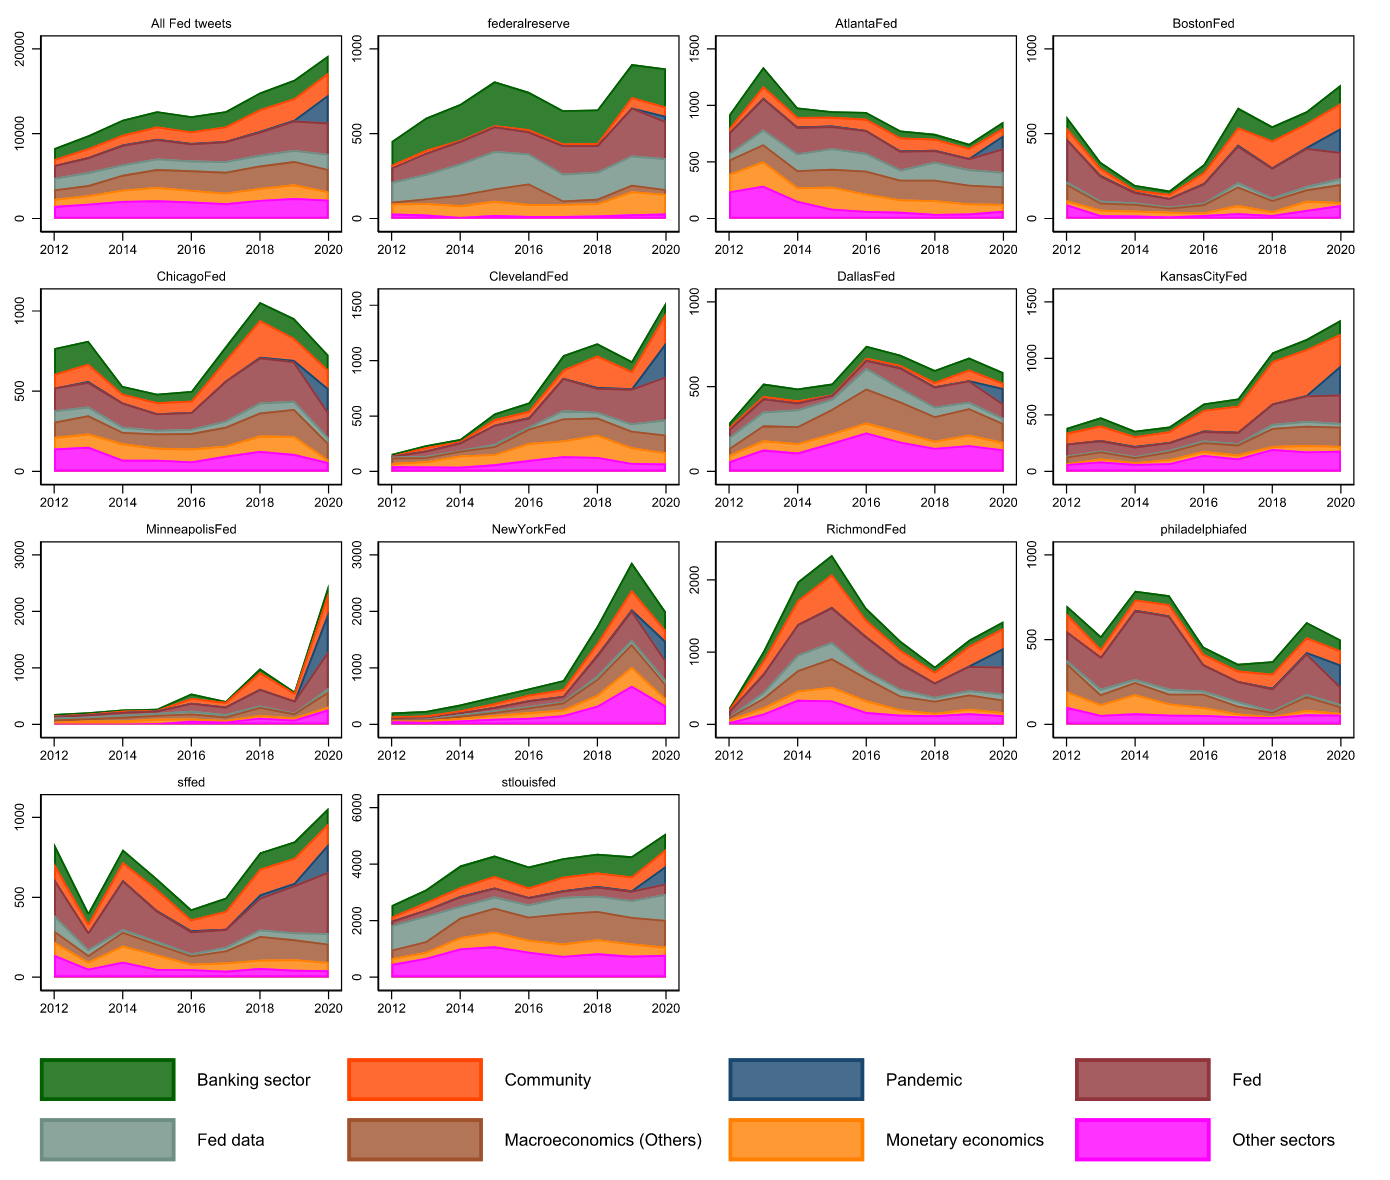 All Fed tweets federalreserve AtlantaFed BostonFed
20000 1000 1500 1000
10000 500 1000 500
500
0 0 0 0
2012 2014 2016 2018 2020 2012 2014 2016 2018 2020 2012 2014 2016 2018 2020 2012 2014 2016 2018 2020
ChicagoFed ClevelandFed DallasFed KansasCityFed
1000 1500 1000 1500
500 1000 500 1000
500 500
0 0 0 0
2012 2014 2016 2018 2020 2012 2014 2016 2018 2020 2012 2014 2016 2018 2020 2012 2014 2016 2018 2020
MinneapolisFed NewYorkFed RichmondFed philadelphiafed
3000 3000 2000 1000
2000 2000 1000 500
1000 1000
0 0 0 0
2012 2014 2016 2018 2020 2012 2014 2016 2018 2020 2012 2014 2016 2018 2020 2012 2014 2016 2018 2020
sffed stlouisfed
1000 6000
500 4000
2000
0 0
2012 2014 2016 2018 2020 2012 2014 2016 2018 2020
Banking sector Community Pandemic Fed
Fed data Macroeconomics (Others) Monetary economics Other sectors